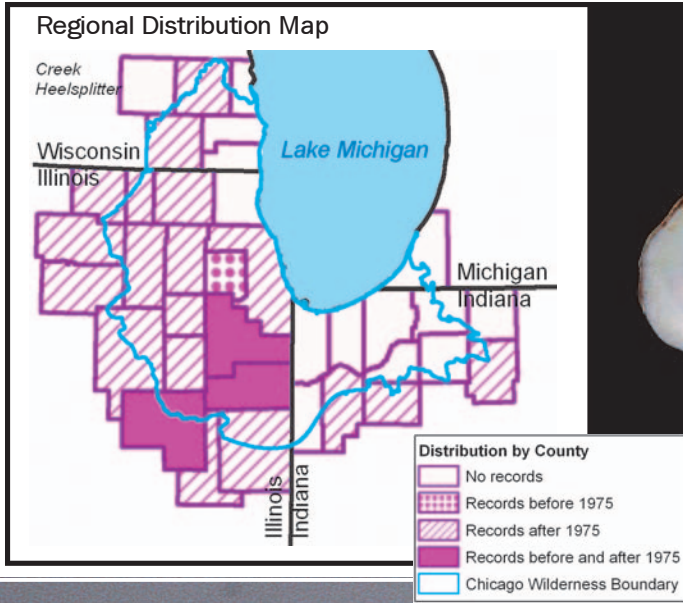 Regional Distribution Map
Creek
Heelsplitter
Wisconsin
Illinois
Lake Michigan
Michigan
Indiana
Illinois
Indiana
Distribution by County
No records
Records before 1975
Records after 1975
Records before and after 1975
Chicago Wilderness Boundary